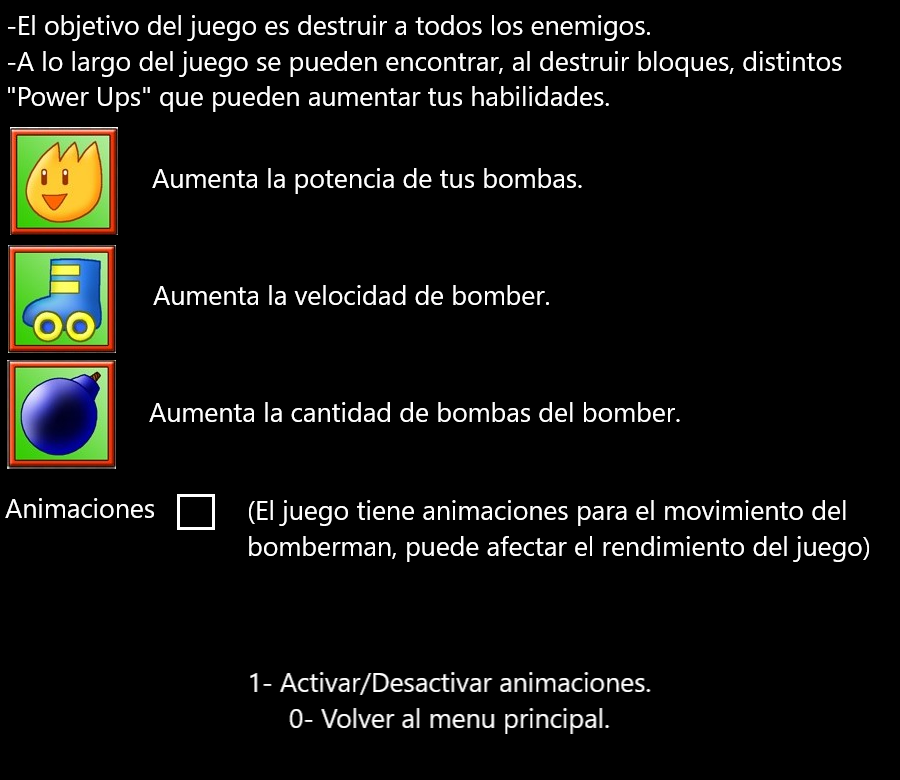 -El objetivo del juego es destruir a todos los enemigos.
-A lo largo del juego se pueden encontrar, al destruir bloques, distintos
"Power Ups" que pueden aumentar tus habilidades.
Aumenta la potencia de tus bombas.
Aumenta la velocidad de bomber.
Aumenta la cantidad de bombas del bomber.
Animaciones
(El juego tiene animaciones para el movimiento del
bomberman, puede afectar el rendimiento del juego)
1- Activar/Desactivar animaciones.
0- Volver al menu principal.